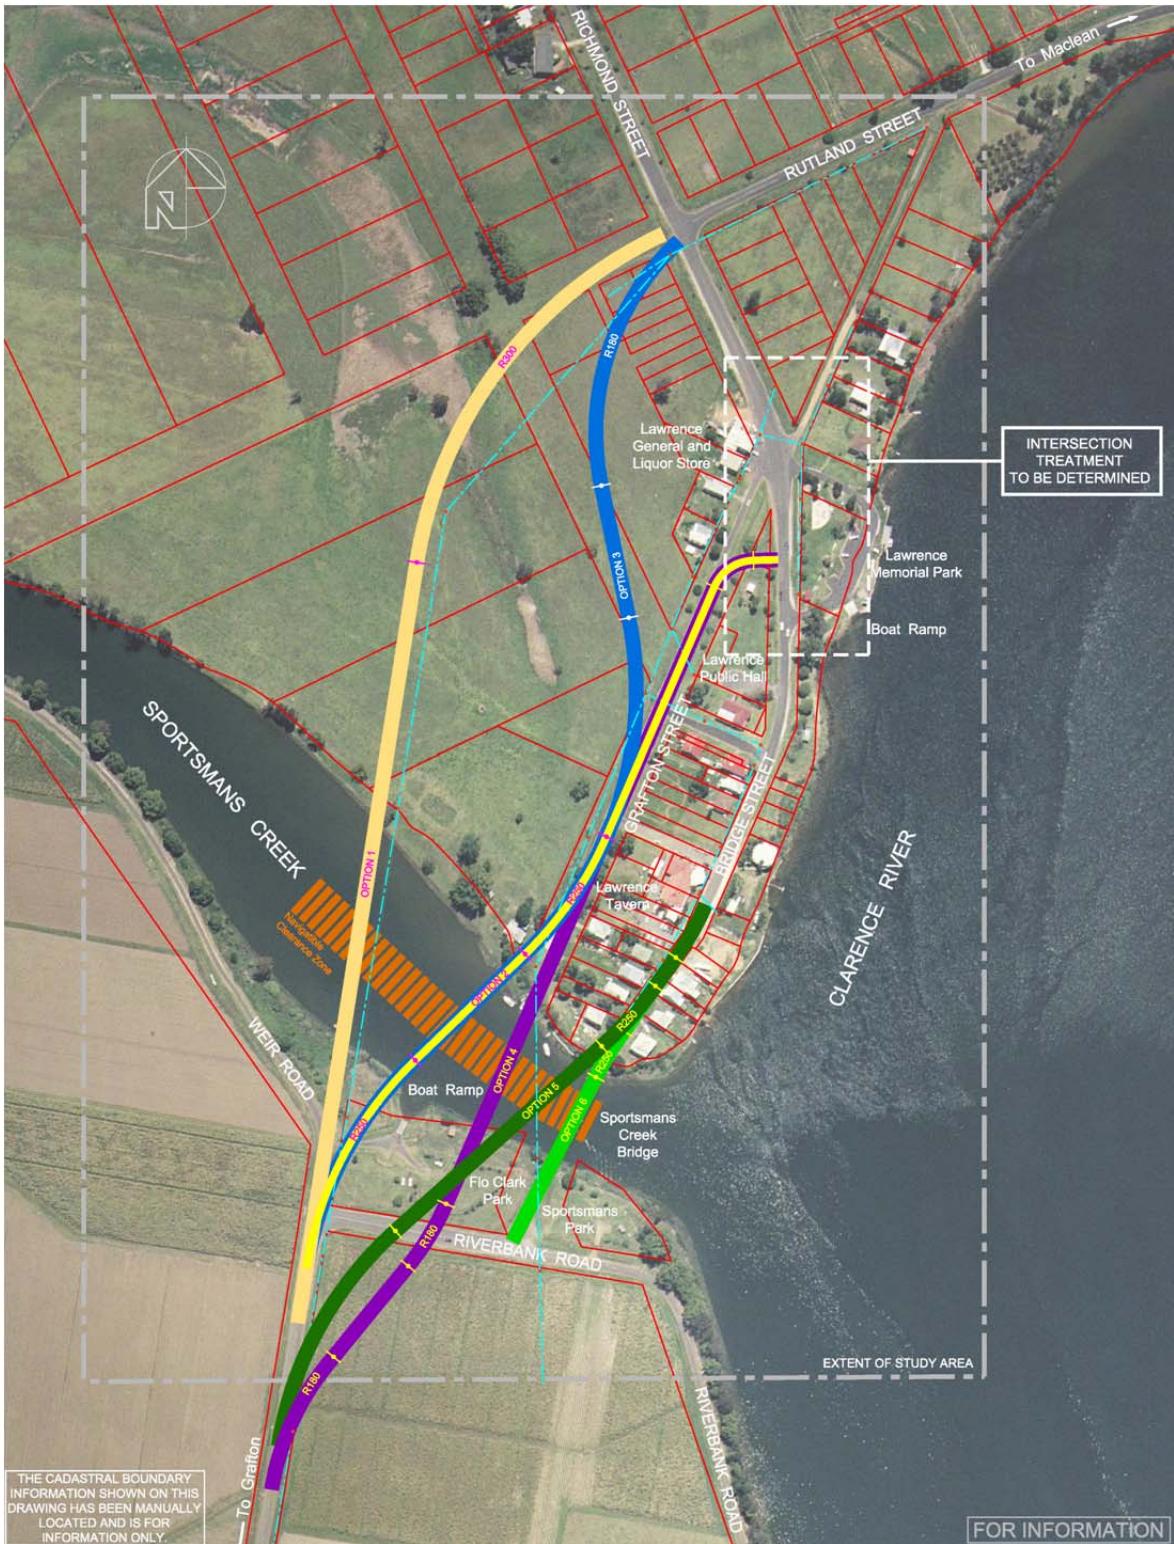 RICHMOND STREET
To Maclean
RUTLAND STREET
N
R300
R180
Lawrence
General and
Liquor Store
INTERSECTION
TREATMENT
TO BE DETERMINED
OPTION 3
Lawrence
Memorial Park
Boat Ramp
Lawrence
Public Hall
SPORTSMANS CREEK
GRAFTON STREET
BRIDGE STREET
CLARENCE RIVER
OPTION 1
R250
Lawrence
Tavern
Navigatible
Clearance Zone
OPTION 2
R250
R250
WEIR ROAD
OPTION 4
Boat Ramp
OPTION 5
OPTION 6
Sportsmans
Creek
Bridge
R250
Flo Clark
Park
Sportsmans
Park
R180
RIVERBANK ROAD
EXTENT OF STUDY AREA
R180
RIVERBANK ROAD
To Grafton
THE CADASTRAL BOUNDARY
INFORMATION SHOWN ON THIS
DRAWING HAS BEEN MANUALLY
LOCATED AND IS FOR
INFORMATION ONLY.
FOR INFORMATION